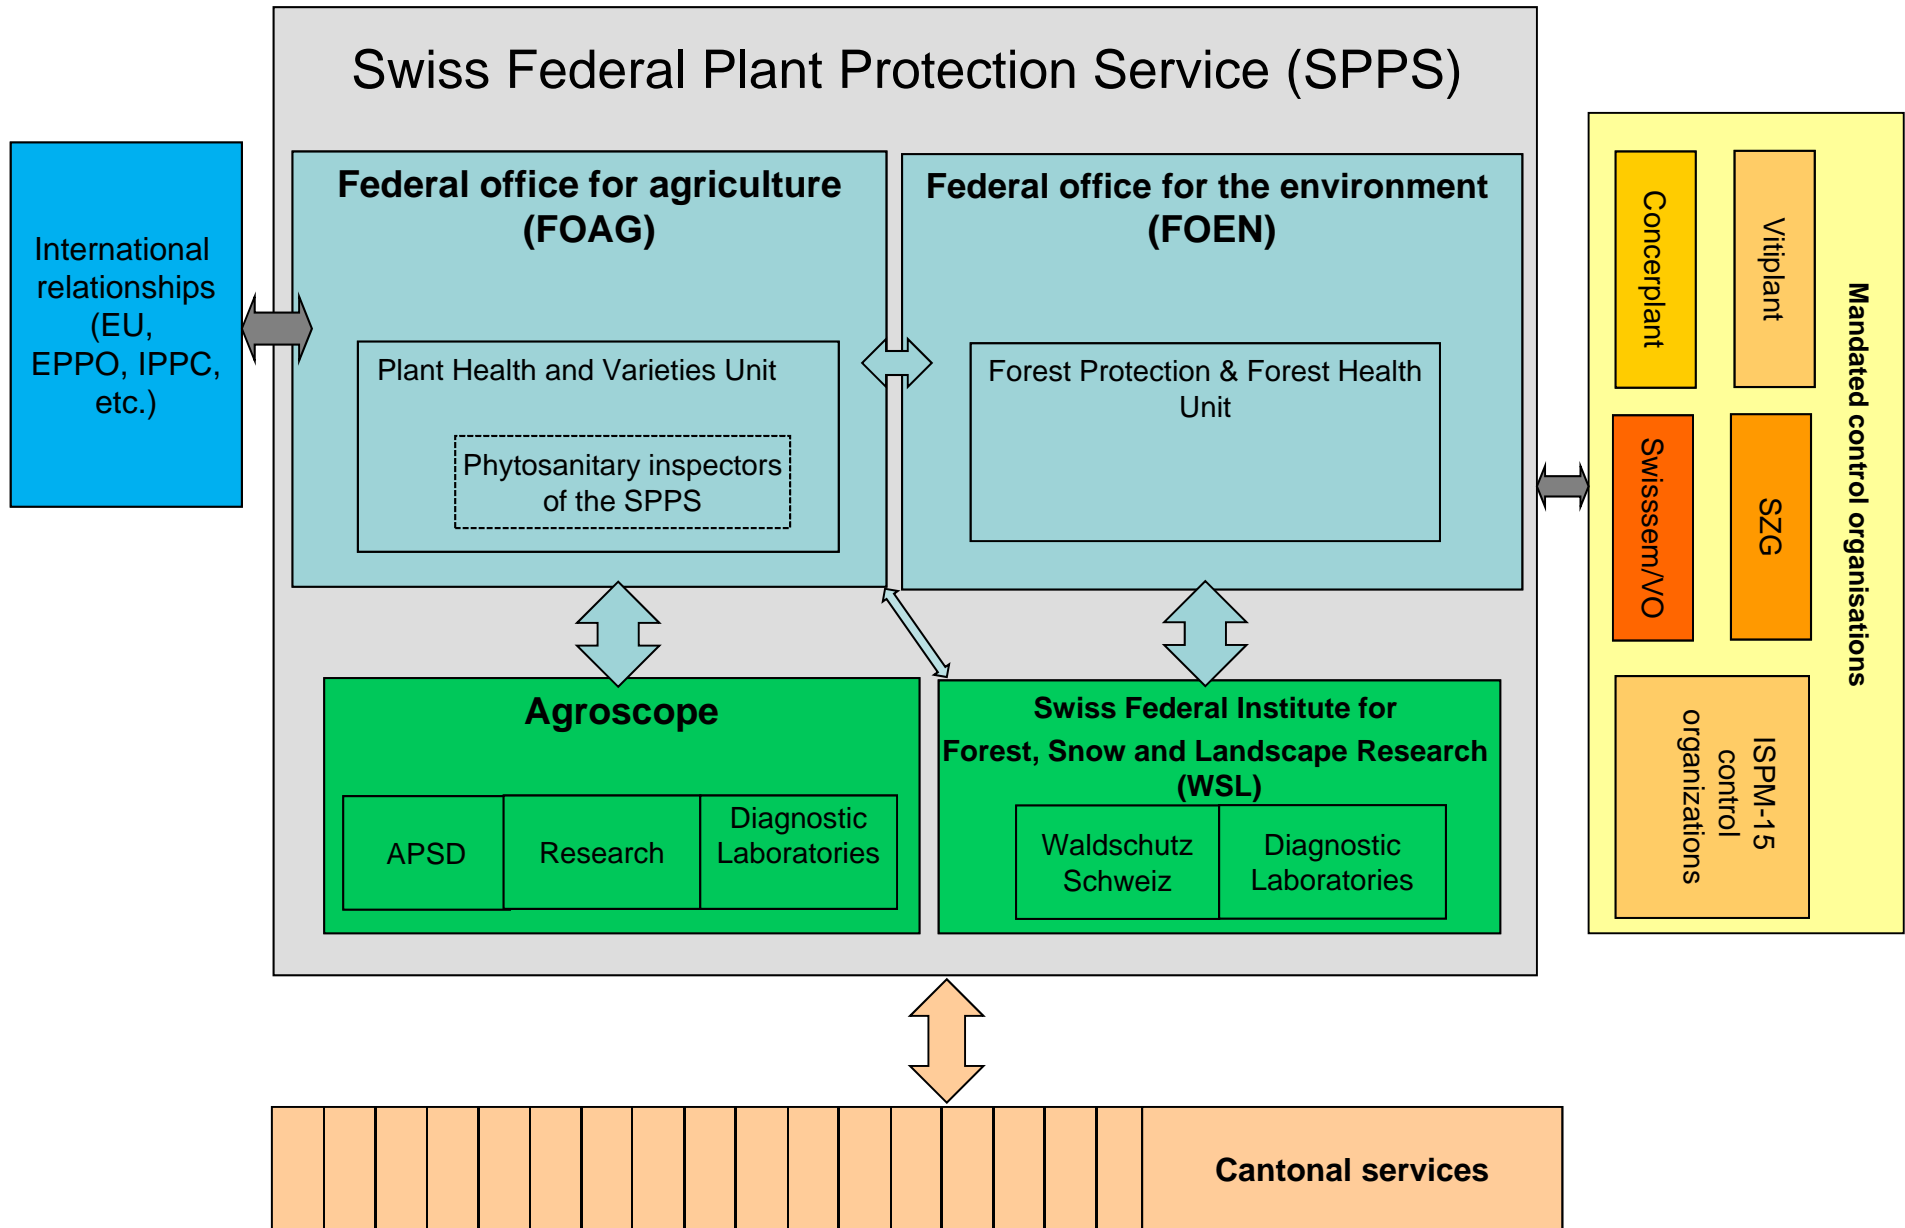 Swiss Federal Plant Protection Service (SPPS)
International
relationships
(EU,
EPPO, IPPC,
etc.)
Federal office for agriculture
(FOAG)
Plant Health and Varieties Unit
Phytosanitary inspectors
of the SPPS
Federal office for the environment
(FOEN)
Forest Protection & Forest Health
Unit
Agroscope
APSD
Research
Diagnostic
Laboratories
Swiss Federal Institute for
Forest, Snow and Landscape Research
(WSL)
Waldschutz
Schweiz
Diagnostic
Laboratories
Mandated control organisations
Concerplant
Vitiplant
Swisssem/VO
SZG
ISPM-15
control
organizations
Cantonal services